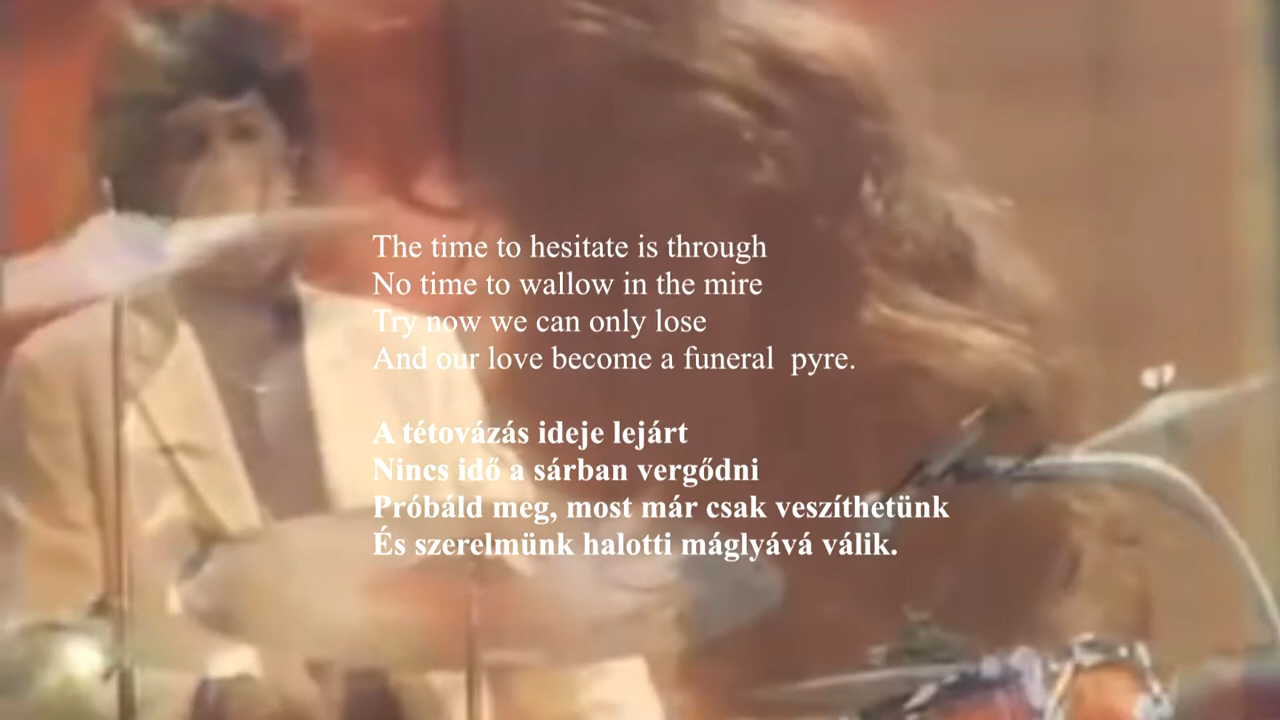 The time to hesitate is through
No time to wallow in the mire
Try now we can only lose
And our love become a funeral  pyre.
A tétovázás ideje lejárt
Nincs idő a sárban vergődni
Próbáld meg, most már csak veszíthetünk
És szerelmünk halotti máglyává válik.